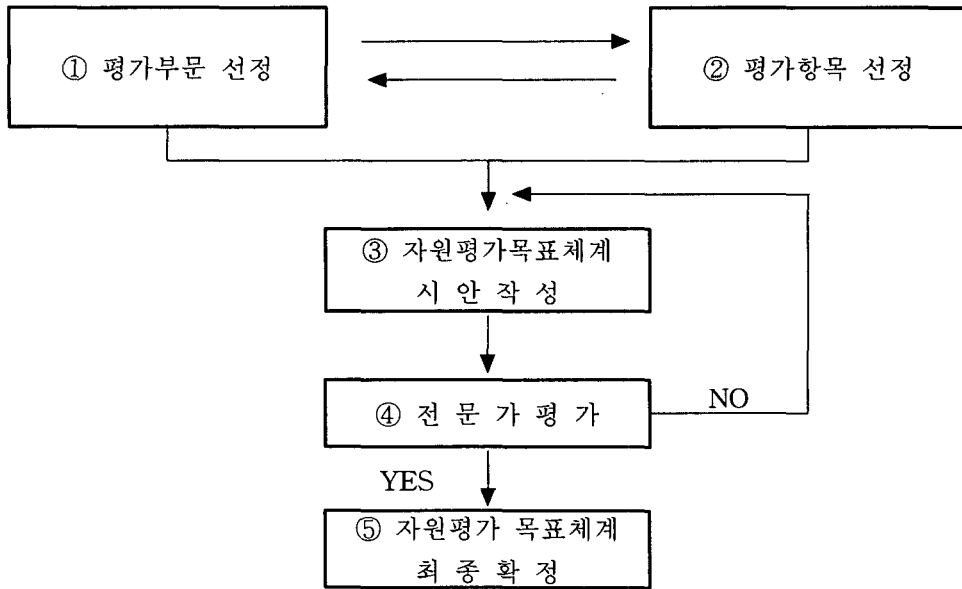 ① 평가부문 선정
② 평가항목 선정
③ 자원평가목표체계
시 안 작 성
④ 전 문 가 평 가
NO
YES
⑤ 자원평가 목표체계
최 종 확 정